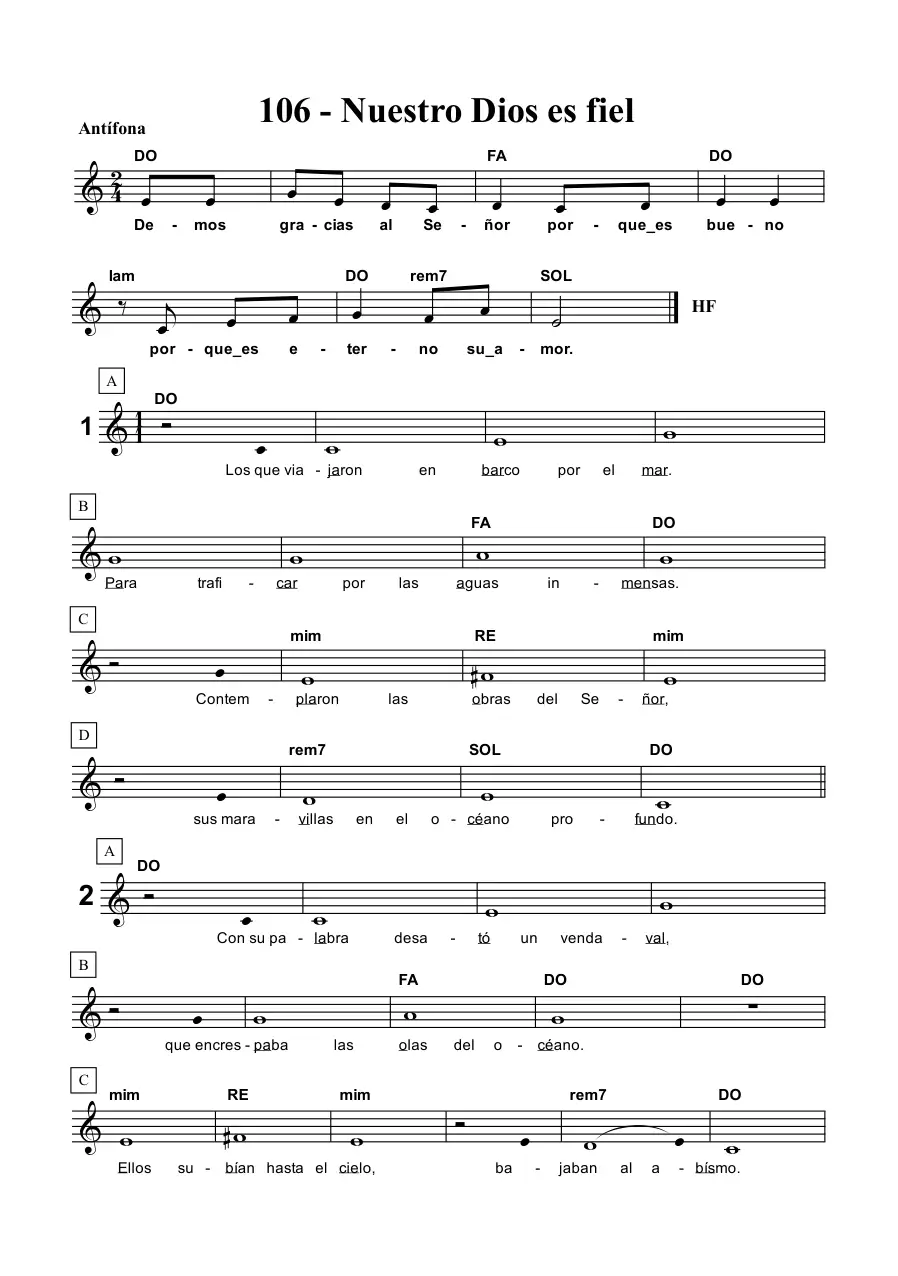 106 - Nuestro Dios es fiel
Antífona
DO FA DO
2
4
De - mos gra - cias al Se - ñor por - que_es bue - no
lam DO rem7 SOL
HF
por - que_es e - ter - no su_a - mor.
A
DO
1
Los que via - jaron en barco por el mar.
B
FA DO
Para trafi - car por las aguas in - mensas.
C
mim RE mim
Contem - plaron las obras del Se - ñor,
D
rem7 SOL DO
sus mara - villas en el o - céano pro - fundo.
A
DO
2
Con su pa - labra desa - tó un venda - val,
B
FA DO DO
que encres - paba las olas del o - céano.
C
mim RE mim rem7 DO
Ellos su - bían hasta el cielo, ba - jaban al a - bísmo.